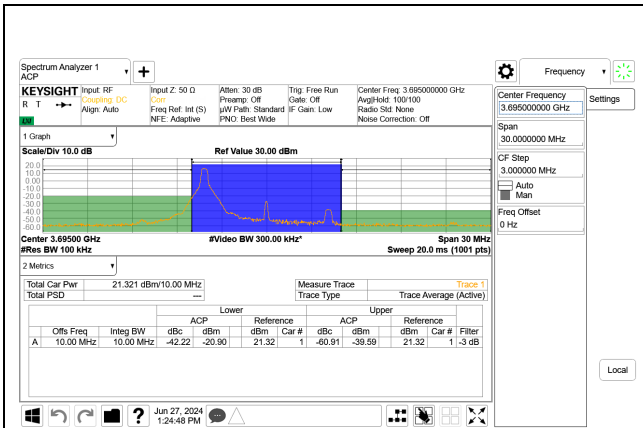 Spectrum Analyzer 1
ACP
Frequency
KEYSIGHT
R T
LXI
Input: RF
Coupling: DC
Align: Auto
Input Z: 50 Ω
Corr
Freq Ref: Int (S)
NFE: Adaptive
Atten: 30 dB
Preamp: Off
µW Path: Standard
PNO: Best Wide
Trig: Free Run
Gate: Off
IF Gain: Low
Center Freq: 3.695000000 GHz
Avg|Hold: 100/100
Radio Std: None
Noise Correction: Off
1 Graph
Scale/Div 10.0 dB
Ref Value 30.00 dBm
20.0
10.0
0.00
-10.0
-20.0
-30.0
-40.0
-50.0
-60.0
Center 3.69500 GHz
#Res BW 100 kHz
#Video BW 300.00 kHz*
Span 30 MHz
Sweep 20.0 ms (1001 pts)
2 Metrics
Total Car Pwr 21.321 dBm/10.00 MHz
Total PSD —
Measure Trace Trace 1
Trace Type Trace Average (Active)
Lower Upper
ACP Reference ACP Reference
Offs Freq Integ BW dBc dBm dBm Car # dBc dBm dBm Car # Filter
A 10.00 MHz 10.00 MHz -42.22 -20.90 21.32 1 -60.91 -39.59 21.32 1 -3 dB
Center Frequency
3.695000000 GHz
Settings
Span
30.0000000 MHz
CF Step
3.000000 MHz
Auto
Man
Freq Offset
0 Hz
Local
?
Jun 27, 2024
1:24:48 PM